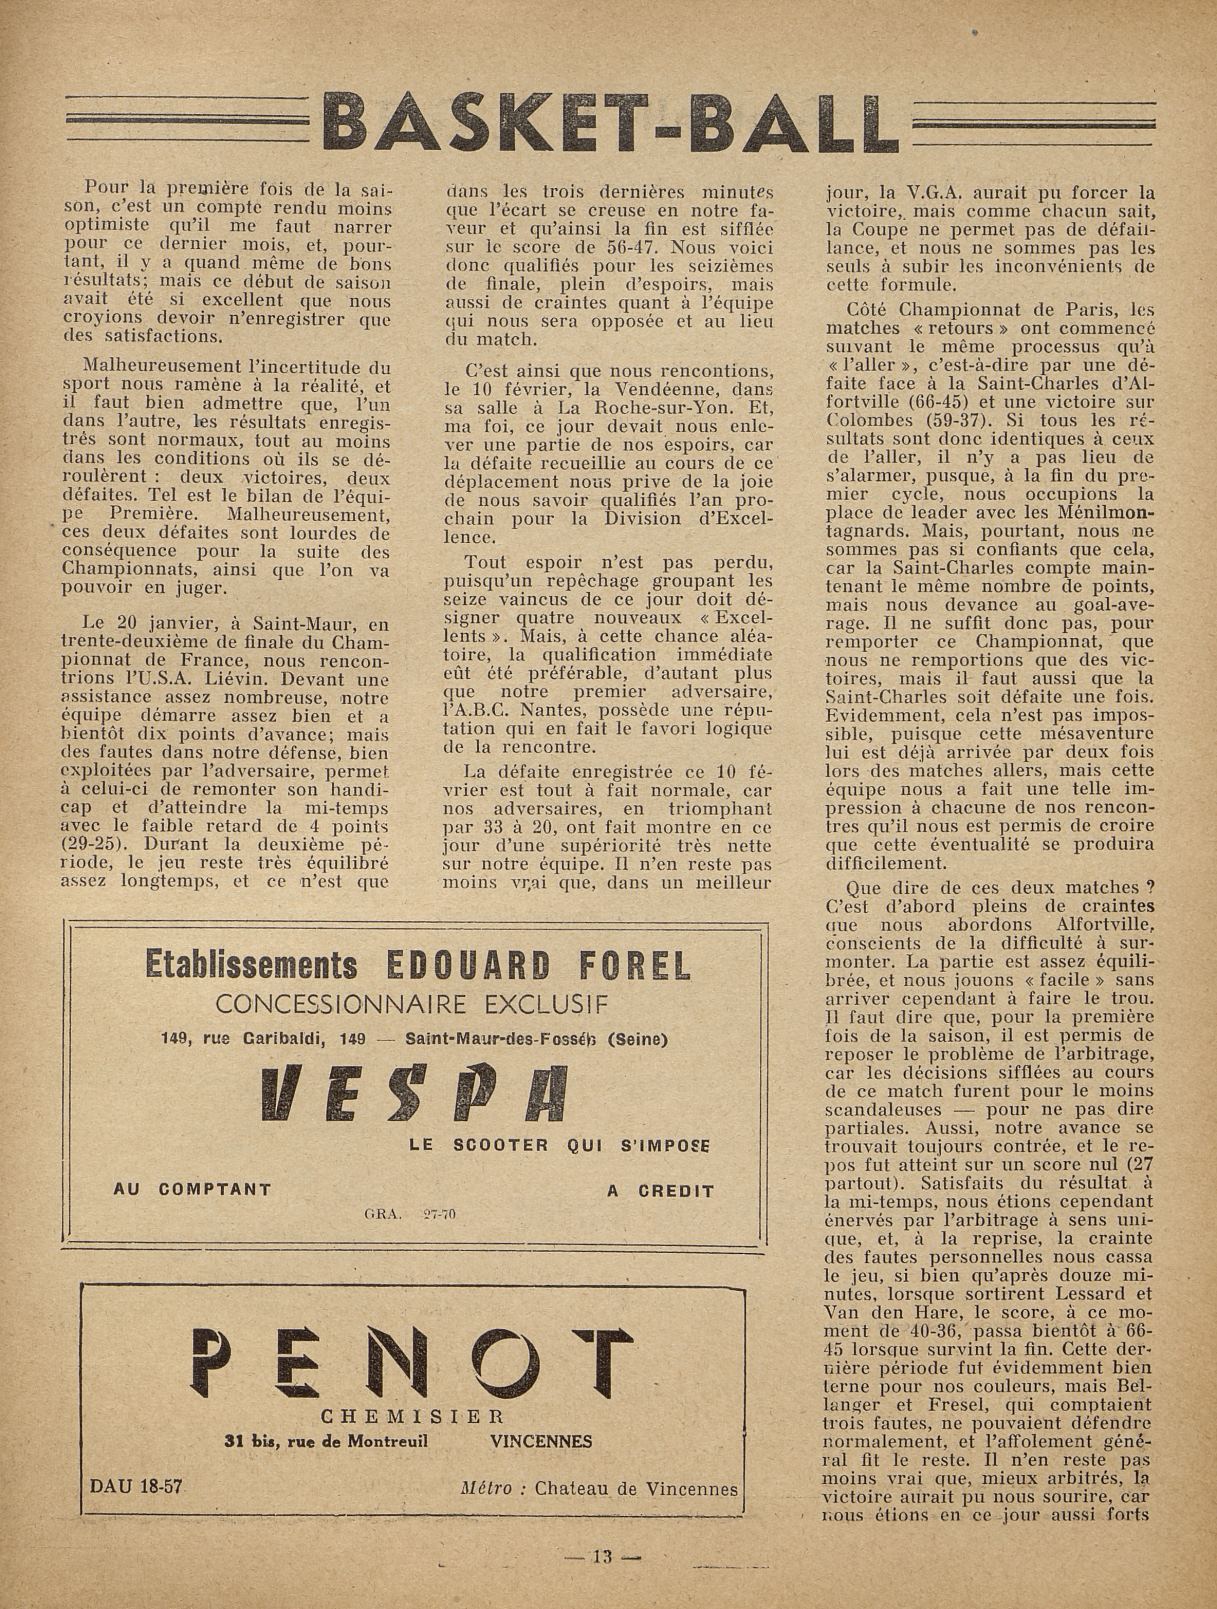 BASKET-BALL
Pour la première fois de la sai-
son, c'est un compte rendu moins
optimiste qu'il me faut narrer
pour ce dernier mois, et, pour-
tant, il y a quand même de bons
résultats; mais ce début de saison
avait été si excellent que nous
croyions devoir n'enregistrer que
des satisfactions.
Malheureusement l'incertitude du
sport nous ramène à la réalité, et
il faut bien admettre que, l'un
dans l'autre, les résultats enregis-
trés sont normaux, tout au moins
dans les conditions où ils se dé-
roulèrent : deux victoires, deux
défaites. Tel est le bilan de l'équi-
pe Première. Malheureusement,
ces deux défaites sont lourdes de
conséquence pour la suite des
Championnats, ainsi que l'on va
pouvoir en juger.
Le 20 janvier, à Saint-Maur, en
trente-deuxième de finale du Cham-
pionnat de France, nous rencon-
trions l'U.S.A. Liévin. Devant une
assistance assez nombreuse, notre
équipe démarre assez bien et a
bientôt dix points d'avance; mais
des fautes dans notre défense, bien
exploitées par l'adversaire, permet
à celui-ci de remonter son handi-
cap et d'atteindre la mi-temps
avec le faible retard de 4 points
(29-25). Durant la deuxième pé-
riode, le jeu reste très équilibré
assez longtemps, et ce n'est que
dans les trois dernières minutes
que l'écart se creuse en notre fa-
veur et qu'ainsi la fin est sifflée
sur le score de 56-47. Nous voici
donc qualifiés pour les seizièmes
de finale, plein d'espoirs, mais
aussi de craintes quant à l'équipe
qui nous sera opposée et au lieu
du match.
C'est ainsi que nous rencontions,
le 10 février, la Vendéenne, dans
sa salle à La Roche-sur-Yon. Et,
ma foi, ce jour devait nous enle-
ver une partie de nos espoirs, car
la défaite recueillie au cours de ce
déplacement nous prive de la joie
de nous savoir qualifiés l'an pro-
chain pour la Division d'Excel-
lence.
Tout espoir n'est pas perdu,
puisqu'un repêchage groupant les
seize vaincus de ce jour doit dé-
signer quatre nouveaux « Excel-
lents ». Mais, à cette chance aléa-
toire, la qualification immédiate
eût été préférable, d'autant plus
que notre premier adversaire,
l'A.B.C. Nantes, possède une répu-
tation qui en fait le favori logique
de la rencontre.
La défaite enregistrée ce 10 fé-
vrier est tout à fait normale, car
nos adversaires, en triomphant
par 33 à 20, ont fait montre en ce
jour d'une supériorité très nette
sur notre équipe. Il n'en reste pas
moins vrai que, dans un meilleur
jour, la V.G.A. aurait pu forcer la
victoire, mais comme chacun sait,
la Coupe ne permet pas de défail-
lance, et nous ne sommes pas les
seuls à subir les inconvénients de
cette formule.
Côté Championnat de Paris, les
matches « retours » ont commencé
suivant le même processus qu'à
« l'aller », c'est-à-dire par une dé-
faite face à la Saint-Charles d'Al-
fortville (66-45) et une victoire sur
Colombes (59-37). Si tous les ré-
sultats sont donc identiques à ceux
de l'aller, il n'y a pas lieu de
s'alarmer, pusque, à la fin du pre-
mier cycle, nous occupions la
place de leader avec les Ménilmon-
tagnards. Mais, pourtant, nous ne
sommes pas si confiants que cela,
car la Saint-Charles compte main-
tenant le même nombre de points,
mais nous devance au goal-ave-
rage. Il ne suffit donc pas, pour
remporter ce Championnat, que
nous ne remportions que des vic-
toires, mais il faut aussi que la
Saint-Charles soit défaite une fois.
Evidemment, cela n'est pas impos-
sible, puisque cette mésaventure
lui est déjà arrivée par deux fois
lors des matches allers, mais cette
équipe nous a fait une telle im-
pression à chacune de nos rencon-
tres qu'il nous est permis de croire
que cette éventualité se produira
difficilement.
Que dire de ces deux matches ?
C'est d'abord pleins de craintes
que nous abordons Alfortville,
conscients de la difficulté à sur-
monter. La partie est assez équili-
brée, et nous jouons « facile » sans
arriver cependant à faire le trou.
Il faut dire que, pour la première
fois de la saison, il est permis de
reposer le problème de l'arbitrage,
car les décisions sifflées au cours
de ce match furent pour le moins
scandaleuses — pour ne pas dire
partiales. Aussi, notre avance se
trouvait toujours contrée, et le re-
pos fut atteint sur un score nul (27
partout). Satisfaits du résultat à
la mi-temps, nous étions cependant
énervés par l'arbitrage à sens uni-
que, et, à la reprise, la crainte
des fautes personnelles nous cassa
le jeu, si bien qu'après douze mi-
nutes, lorsque sortirent Lessard et
Van den Hare, le score, à ce mo-
ment de 40-36, passa bientôt à 66-
45 lorsque survint la fin. Cette der-
nière période fut évidemment bien
terne pour nos couleurs, mais Bel-
langer et Fresel, qui comptaient
trois fautes, ne pouvaient défendre
normalement, et l'affolement géné-
ral fit le reste. Il n'en reste pas
moins vrai que, mieux arbitrés, la
victoire aurait pu nous sourire, car
nous étions en ce jour aussi forts
Etablissements EDOUARD FOREL
CONCESSIONNAIRE EXCLUSIF
149, rue Garibaldi, 149 — Saint-Maur-des-Fossés (Seine)
VESPA
LE SCOOTER QUI S'IMPOSE
AU COMPTANT A CREDIT
GRA. 27-70
PENOT
CHEMISIER
31 bis, rue de Montreuil VINCENNES
DAU 18-57 Métro : Chateau de Vincennes
— 13 —